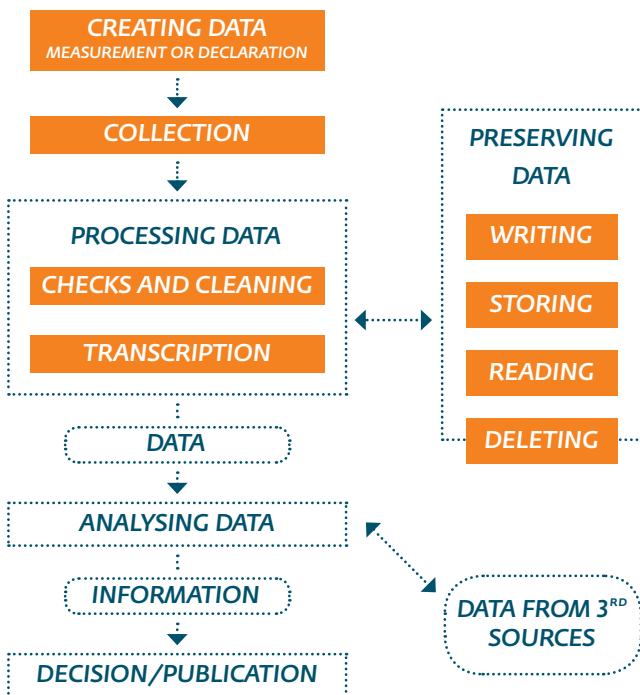 CREATING DATA
MEASUREMENT OR DECLARATION
COLLECTION
PROCESSING DATA
CHECKS AND CLEANING
TRANSCRIPTION
DATA
ANALYSING DATA
INFORMATION
DECISION/PUBLICATION
PRESERVING
DATA
WRITING
STORING
READING
DELETING
DATA FROM 3RD
SOURCES